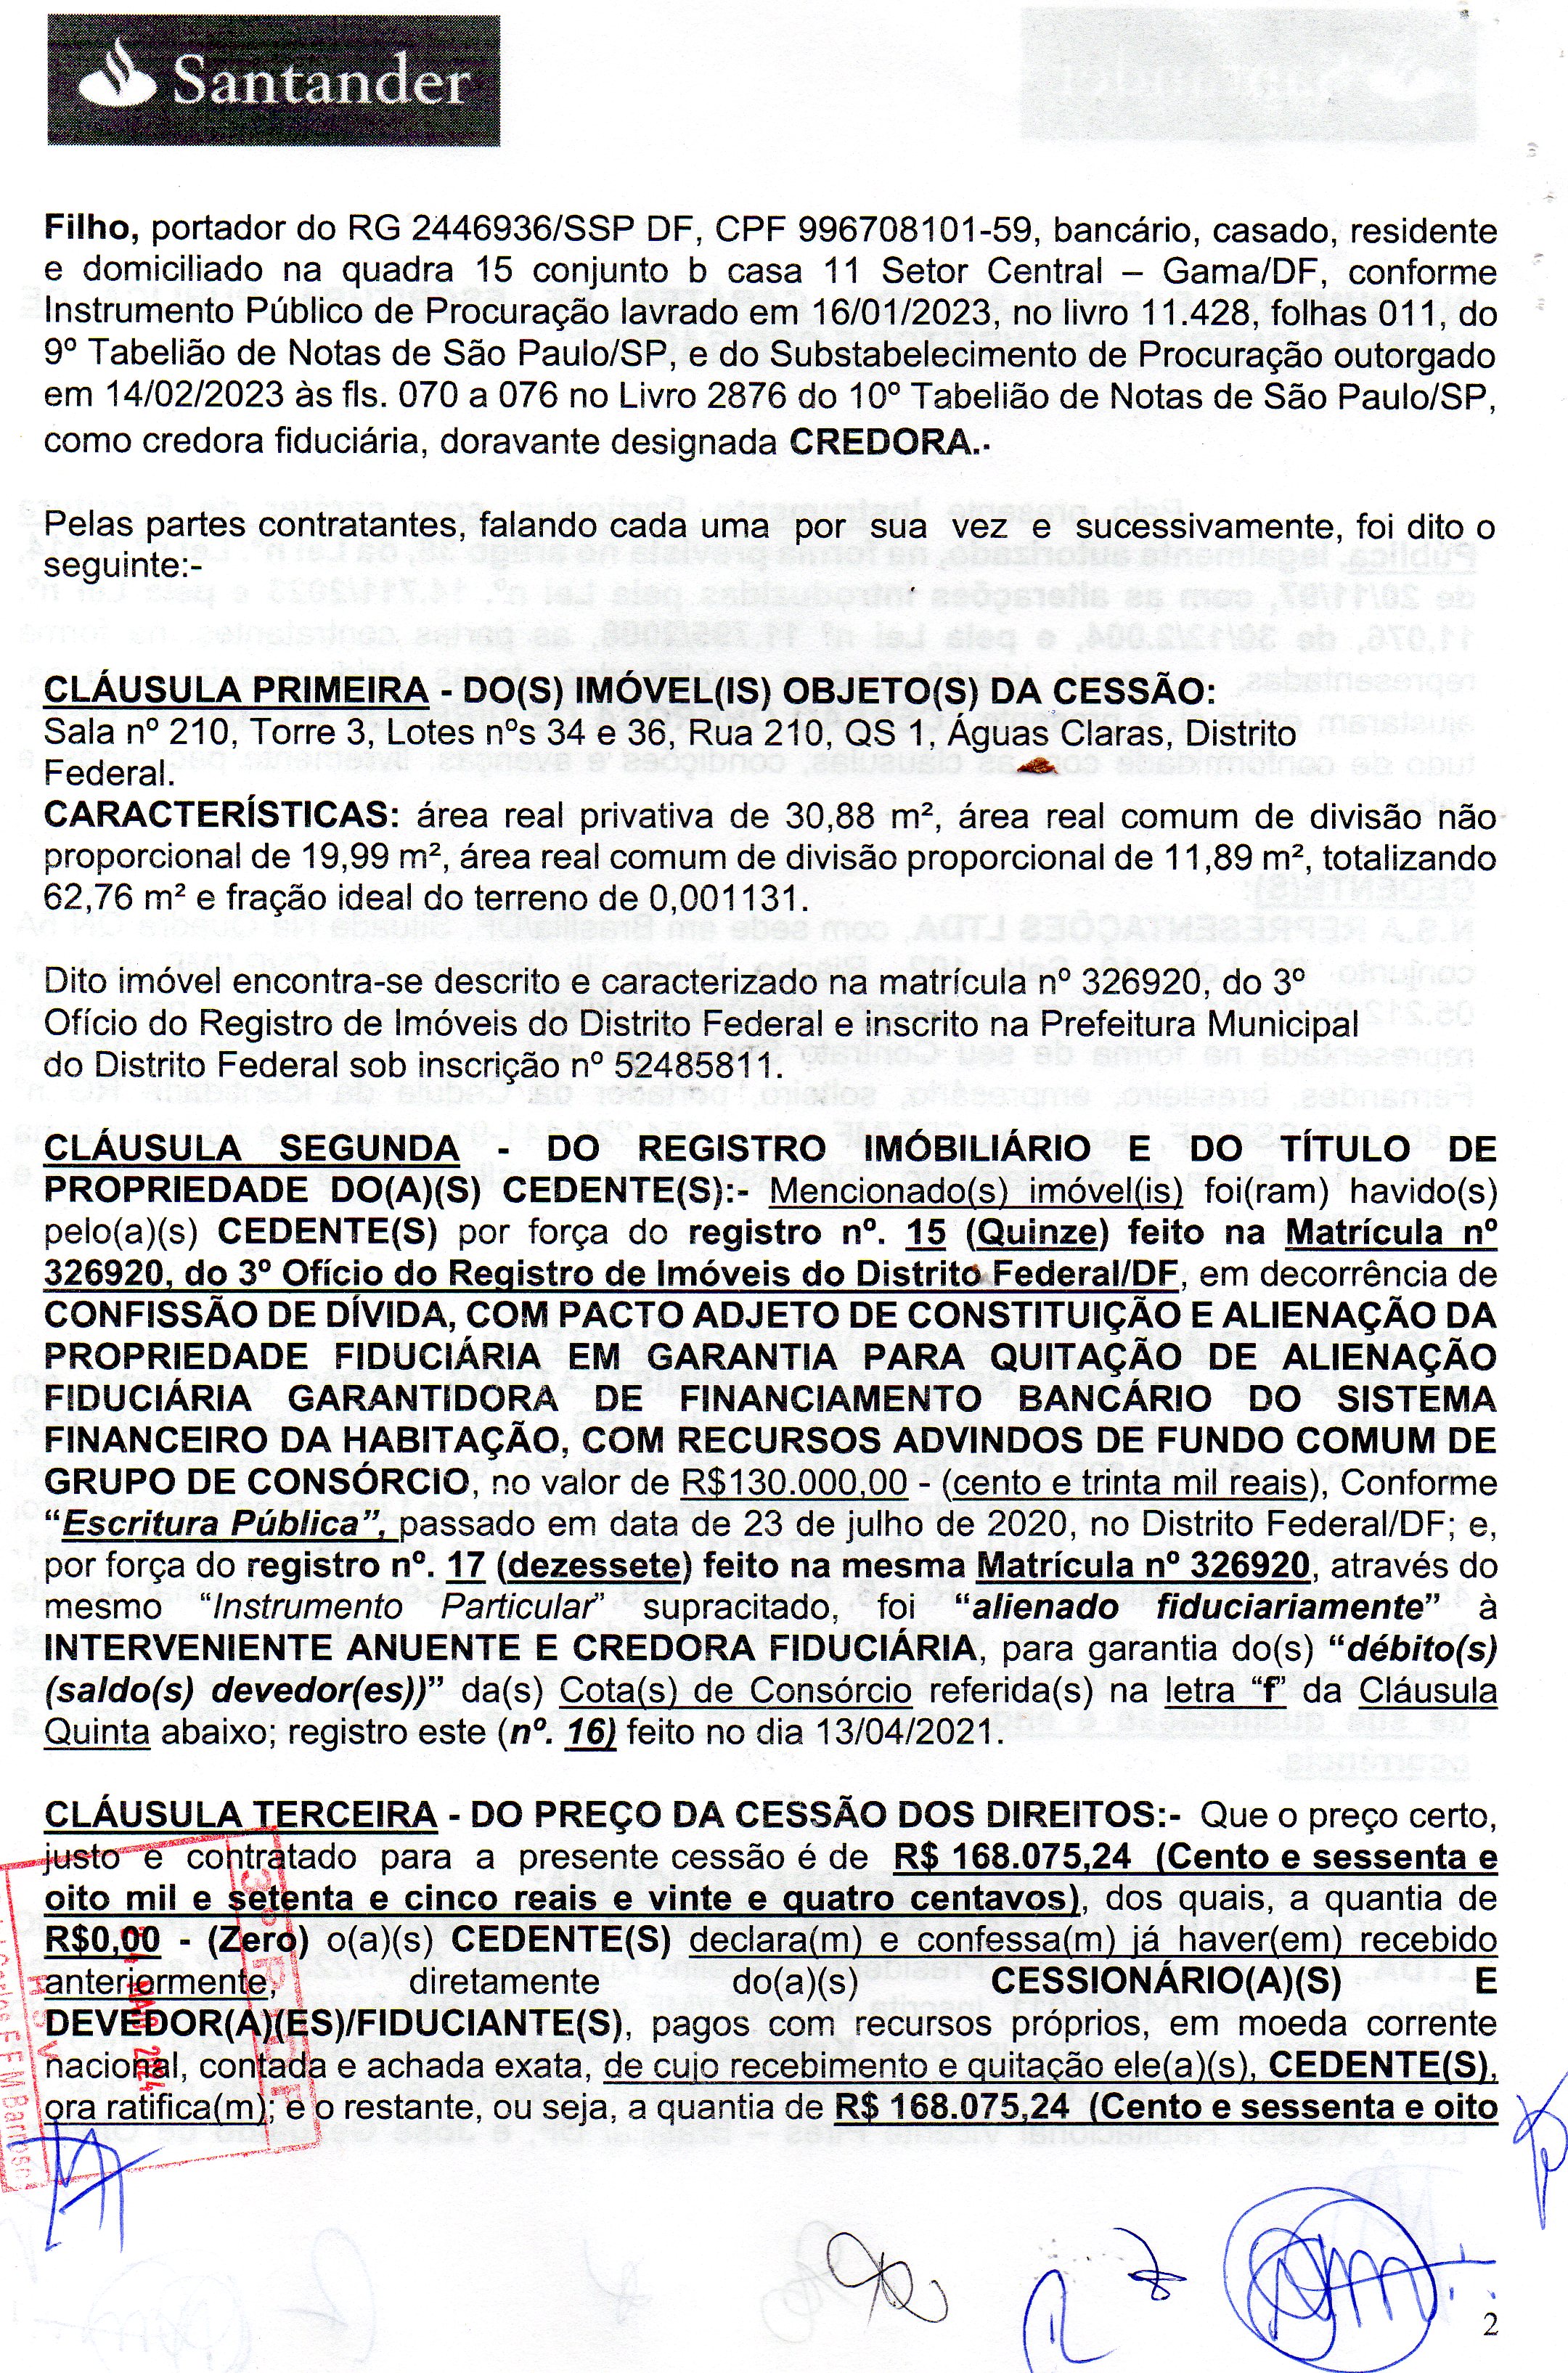 Santander
Filho, portador do RG 2446936/SSP DF, CPF 996708101-59, bancário, casado, residente
e domiciliado na quadra 15 conjunto b casa 11 Setor Central – Gama/DF, conforme
Instrumento Público de Procuração lavrado em 16/01/2023, no livro 11.428, folhas 011, do
9º Tabelião de Notas de São Paulo/SP, e do Substabelecimento de Procuração outorgado
em 14/02/2023 às fls. 070 a 076 no Livro 2876 do 10º Tabelião de Notas de São Paulo/SP,
como credora fiduciária, doravante designada CREDORA.-
Pelas partes contratantes, falando cada uma por sua vez e sucessivamente, foi dito o
seguinte:-
CLÁUSULA PRIMEIRA - DO(S) IMÓVEL(IS) OBJETO(S) DA CESSÃO:
Sala nº 210, Torre 3, Lotes nºs 34 e 36, Rua 210, QS 1, Águas Claras, Distrito
Federal.
CARACTERÍSTICAS: área real privativa de 30,88 m², área real comum de divisão não
proporcional de 19,99 m², área real comum de divisão proporcional de 11,89 m², totalizando
62,76 m² e fração ideal do terreno de 0,001131.
Dito imóvel encontra-se descrito e caracterizado na matrícula nº 326920, do 3º
Ofício do Registro de Imóveis do Distrito Federal e inscrito na Prefeitura Municipal
do Distrito Federal sob inscrição nº 52485811.
CLÁUSULA SEGUNDA - DO REGISTRO IMÓBILIÁRIO E DO TÍTULO DE
PROPRIEDADE DO(A)(S) CEDENTE(S):- Mencionado(s) imóvel(is) foi(ram) havido(s)
pelo(a)(s) CEDENTE(S) por força do registro nº. 15 (Quinze) feito na Matrícula nº
326920, do 3º Ofício do Registro de Imóveis do Distrito Federal/DF, em decorrência de
CONFISSÃO DE DÍVIDA, COM PACTO ADJETO DE CONSTITUIÇÃO E ALIENAÇÃO DA
PROPRIEDADE FIDUCIÁRIA EM GARANTIA PARA QUITAÇÃO DE ALIENAÇÃO
FIDUCIÁRIA GARANTIDORA DE FINANCIAMENTO BANCÁRIO DO SISTEMA
FINANCEIRO DA HABITAÇÃO, COM RECURSOS ADVINDOS DE FUNDO COMUM DE
GRUPO DE CONSÓRCIO, no valor de R$130.000,00 - (cento e trinta mil reais), Conforme
“Escritura Pública”, passado em data de 23 de julho de 2020, no Distrito Federal/DF; e,
por força do registro nº. 17 (dezessete) feito na mesma Matrícula nº 326920, através do
mesmo “Instrumento Particular” supracitado, foi “alienado fiduciariamente” à
INTERVENIENTE ANUENTE E CREDORA FIDUCIÁRIA, para garantia do(s) “débito(s)
(saldo(s) devedor(es))” da(s) Cota(s) de Consórcio referida(s) na letra “f” da Cláusula
Quinta abaixo; registro este (nº. 16) feito no dia 13/04/2021.
CLÁUSULA TERCEIRA - DO PREÇO DA CESSÃO DOS DIREITOS:- Que o preço certo,
justo e contratado para a presente cessão é de R$ 168.075,24 (Cento e sessenta e
oito mil e setenta e cinco reais e vinte e quatro centavos), dos quais, a quantia de
R$0,00 - (Zero) o(a)(s) CEDENTE(S) declara(m) e confessa(m) já haver(em) recebido
anteriormente, diretamente do(a)(s) CESSIONÁRIO(A)(S) E
DEVEDOR(A)(ES)/FIDUCIANTE(S), pagos com recursos próprios, em moeda corrente
nacional, contada e achada exata, de cujo recebimento e quitação ele(a)(s), CEDENTE(S),
ora ratifica(m); e o restante, ou seja, a quantia de R$ 168.075,24 (Cento e sessenta e oito
MAIO 2024
2